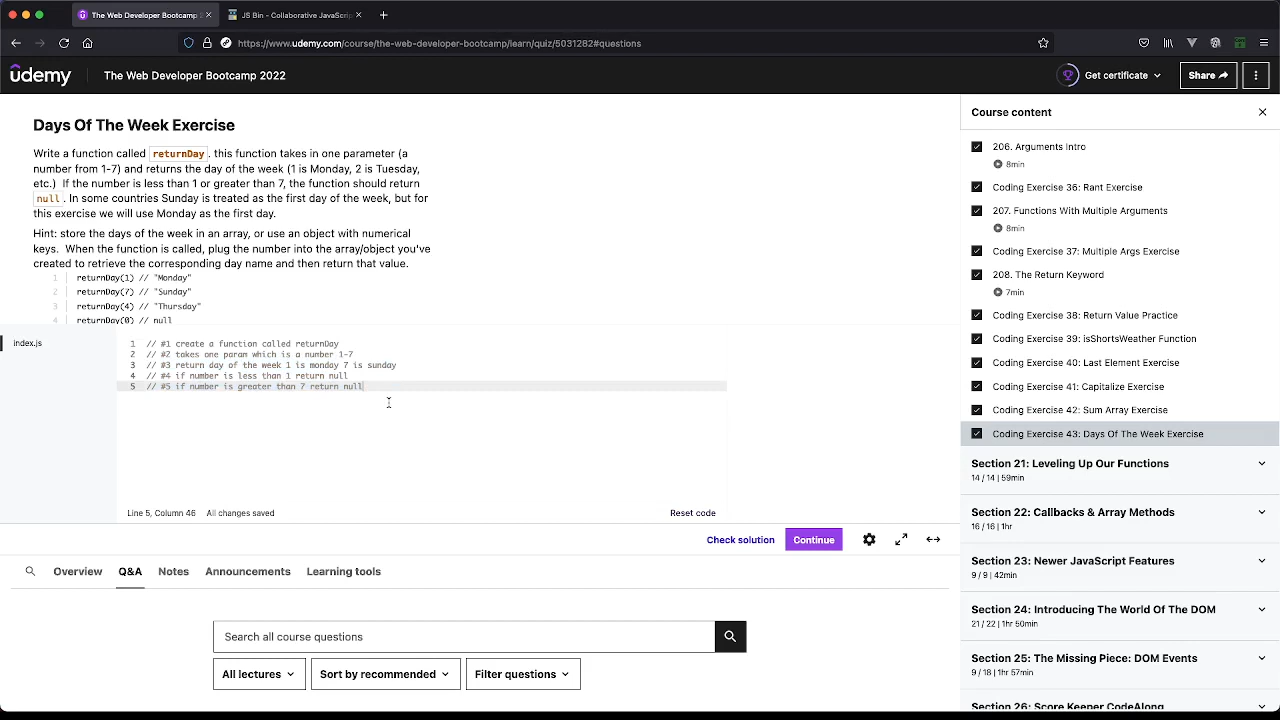 The Web Developer Bootcamp 2
JS Bin - Collaborative JavaScrip
https://www.udemy.com/course/the-web-developer-bootcamp/learn/quiz/5031282#questions
udemy
The Web Developer Bootcamp 2022
Get certificate
Share
Days Of The Week Exercise
Write a function called returnDay. this function takes in one parameter (a
number from 1-7) and returns the day of the week (1 is Monday, 2 is Tuesday,
etc.) If the number is less than 1 or greater than 7, the function should return
null. In some countries Sunday is treated as the first day of the week, but for
this exercise we will use Monday as the first day.
Hint: store the days of the week in an array, or use an object with numerical
keys. When the function is called, plug the number into the array/object you've
created to retrieve the corresponding day name and then return that value.
1 returnDay(1) // "Monday"
2 returnDay(7) // "Sunday"
3 returnDay(4) // "Thursday"
4 returnDay(0) // null
index.js
1 // #1 create a function called returnDay
2 // #2 takes one param which is a number 1-7
3 // #3 return day of the week 1 is monday 7 is sunday
4 // #4 if number is less than 1 return null
5 // #5 if number is greater than 7 return null
Line 5, Column 46 All changes saved
Reset code
Check solution
Continue
Overview
Q&A
Notes
Announcements
Learning tools
Search all course questions
All lectures
Sort by recommended
Filter questions
Course content
206. Arguments Intro
8min
Coding Exercise 36: Rant Exercise
207. Functions With Multiple Arguments
8min
Coding Exercise 37: Multiple Args Exercise
208. The Return Keyword
7min
Coding Exercise 38: Return Value Practice
Coding Exercise 39: isShortsWeather Function
Coding Exercise 40: Last Element Exercise
Coding Exercise 41: Capitalize Exercise
Coding Exercise 42: Sum Array Exercise
Coding Exercise 43: Days Of The Week Exercise
Section 21: Leveling Up Our Functions
14 / 14 | 59min
Section 22: Callbacks & Array Methods
16 / 16 | 1hr
Section 23: Newer JavaScript Features
9 / 9 | 42min
Section 24: Introducing The World Of The DOM
21 / 22 | 1hr 50min
Section 25: The Missing Piece: DOM Events
9 / 18 | 1hr 57min
Section 26: Score Keeper CodeAlong